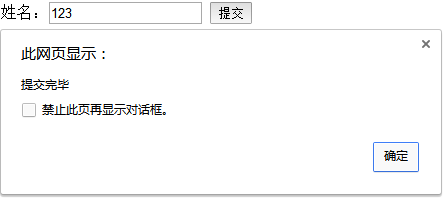 姓名：123 提交
此网页显示：
提交完毕
禁止此页再显示对话框。
确定